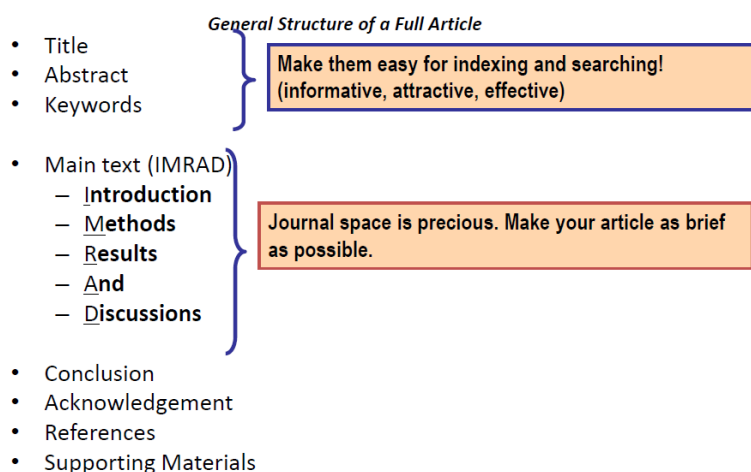 General Structure of a Full Article
• Title
• Abstract
• Keywords
Make them easy for indexing and searching!
(informative, attractive, effective)
• Main text (IMRAD)
– Introduction
– Methods
– Results
– And
– Discussions
Journal space is precious. Make your article as brief
as possible.
• Conclusion
• Acknowledgement
• References
• Supporting Materials